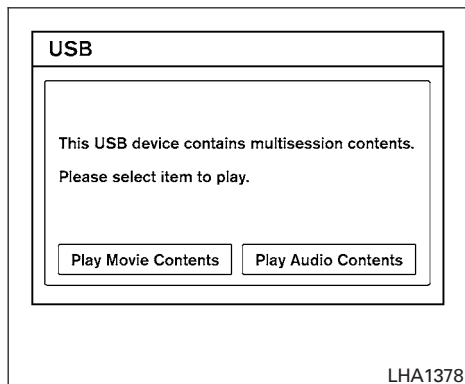 USB
This USB device contains multisession contents.
Please select item to play.
Play Movie Contents Play Audio Contents
LHA1378